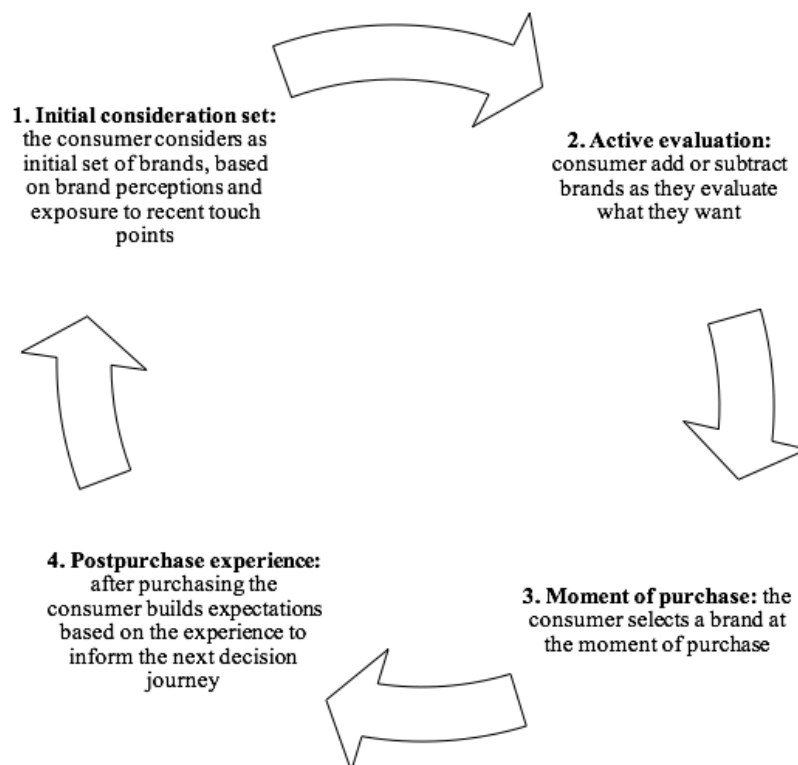 1. Initial consideration set:
the consumer considers as
initial set of brands, based
on brand perceptions and
exposure to recent touch
points
2. Active evaluation:
consumer add or subtract
brands as they evaluate
what they want
3. Moment of purchase: the
consumer selects a brand at
the moment of purchase
4. Postpurchase experience:
after purchasing the
consumer builds expectations
based on the experience to
inform the next decision
journey